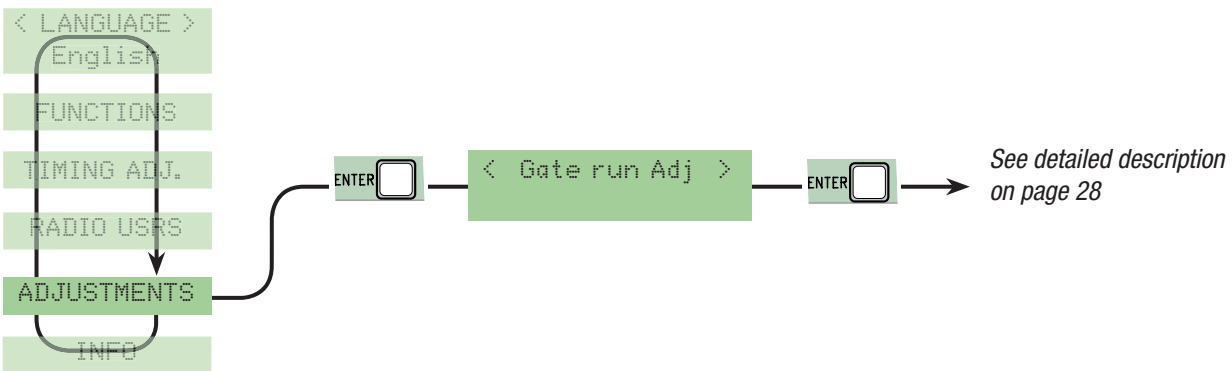 < LANGUAGE >
English
FUNCTIONS
TIMING ADJ.
RADIO USRS
ADJUSTMENTS
INFO
ENTER
< Gate run Adj >
ENTER
See detailed description
on page 28